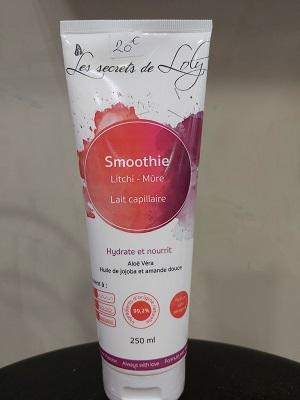 20€
Les secrets de Loly
Smoothie
Litchi - Mûre
Lait capillaire
Hydrate et nourrit
Aloë Véra
Huile de jojoba et amande douce
99,2%
250 ml
Always with love